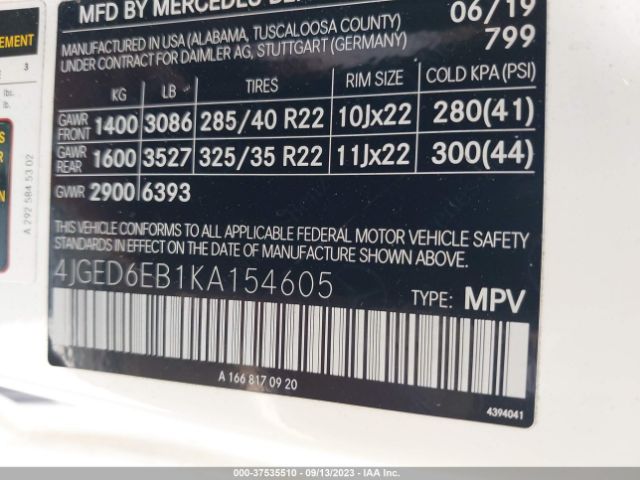 MFD BY MERCEDES
06/19
MANUFACTURED IN USA (ALABAMA, TUSCALOOSA COUNTY)
UNDER CONTRACT FOR DAIMLER AG, STUTTGART (GERMANY)
799
KG LB TIRES RIM SIZE COLD KPA (PSI)
GAWR FRONT 1400 3086 285/40 R22 10Jx22 280(41)
GAWR REAR 1600 3527 325/35 R22 11Jx22 300(44)
GVWR 2900 6393
THIS VEHICLE CONFORMS TO ALL APPLICABLE FEDERAL MOTOR VEHICLE SAFETY
STANDARDS IN EFFECT ON THE DATE OF MANUFACTURE SHOWN ABOVE.
4JGED6EB1KA154605
TYPE: MPV
A 166 817 09 20
4394041
3
lbs.
lb.
A 292 584 53 02
000-37535510 - 09/13/2023 - IAA Inc.